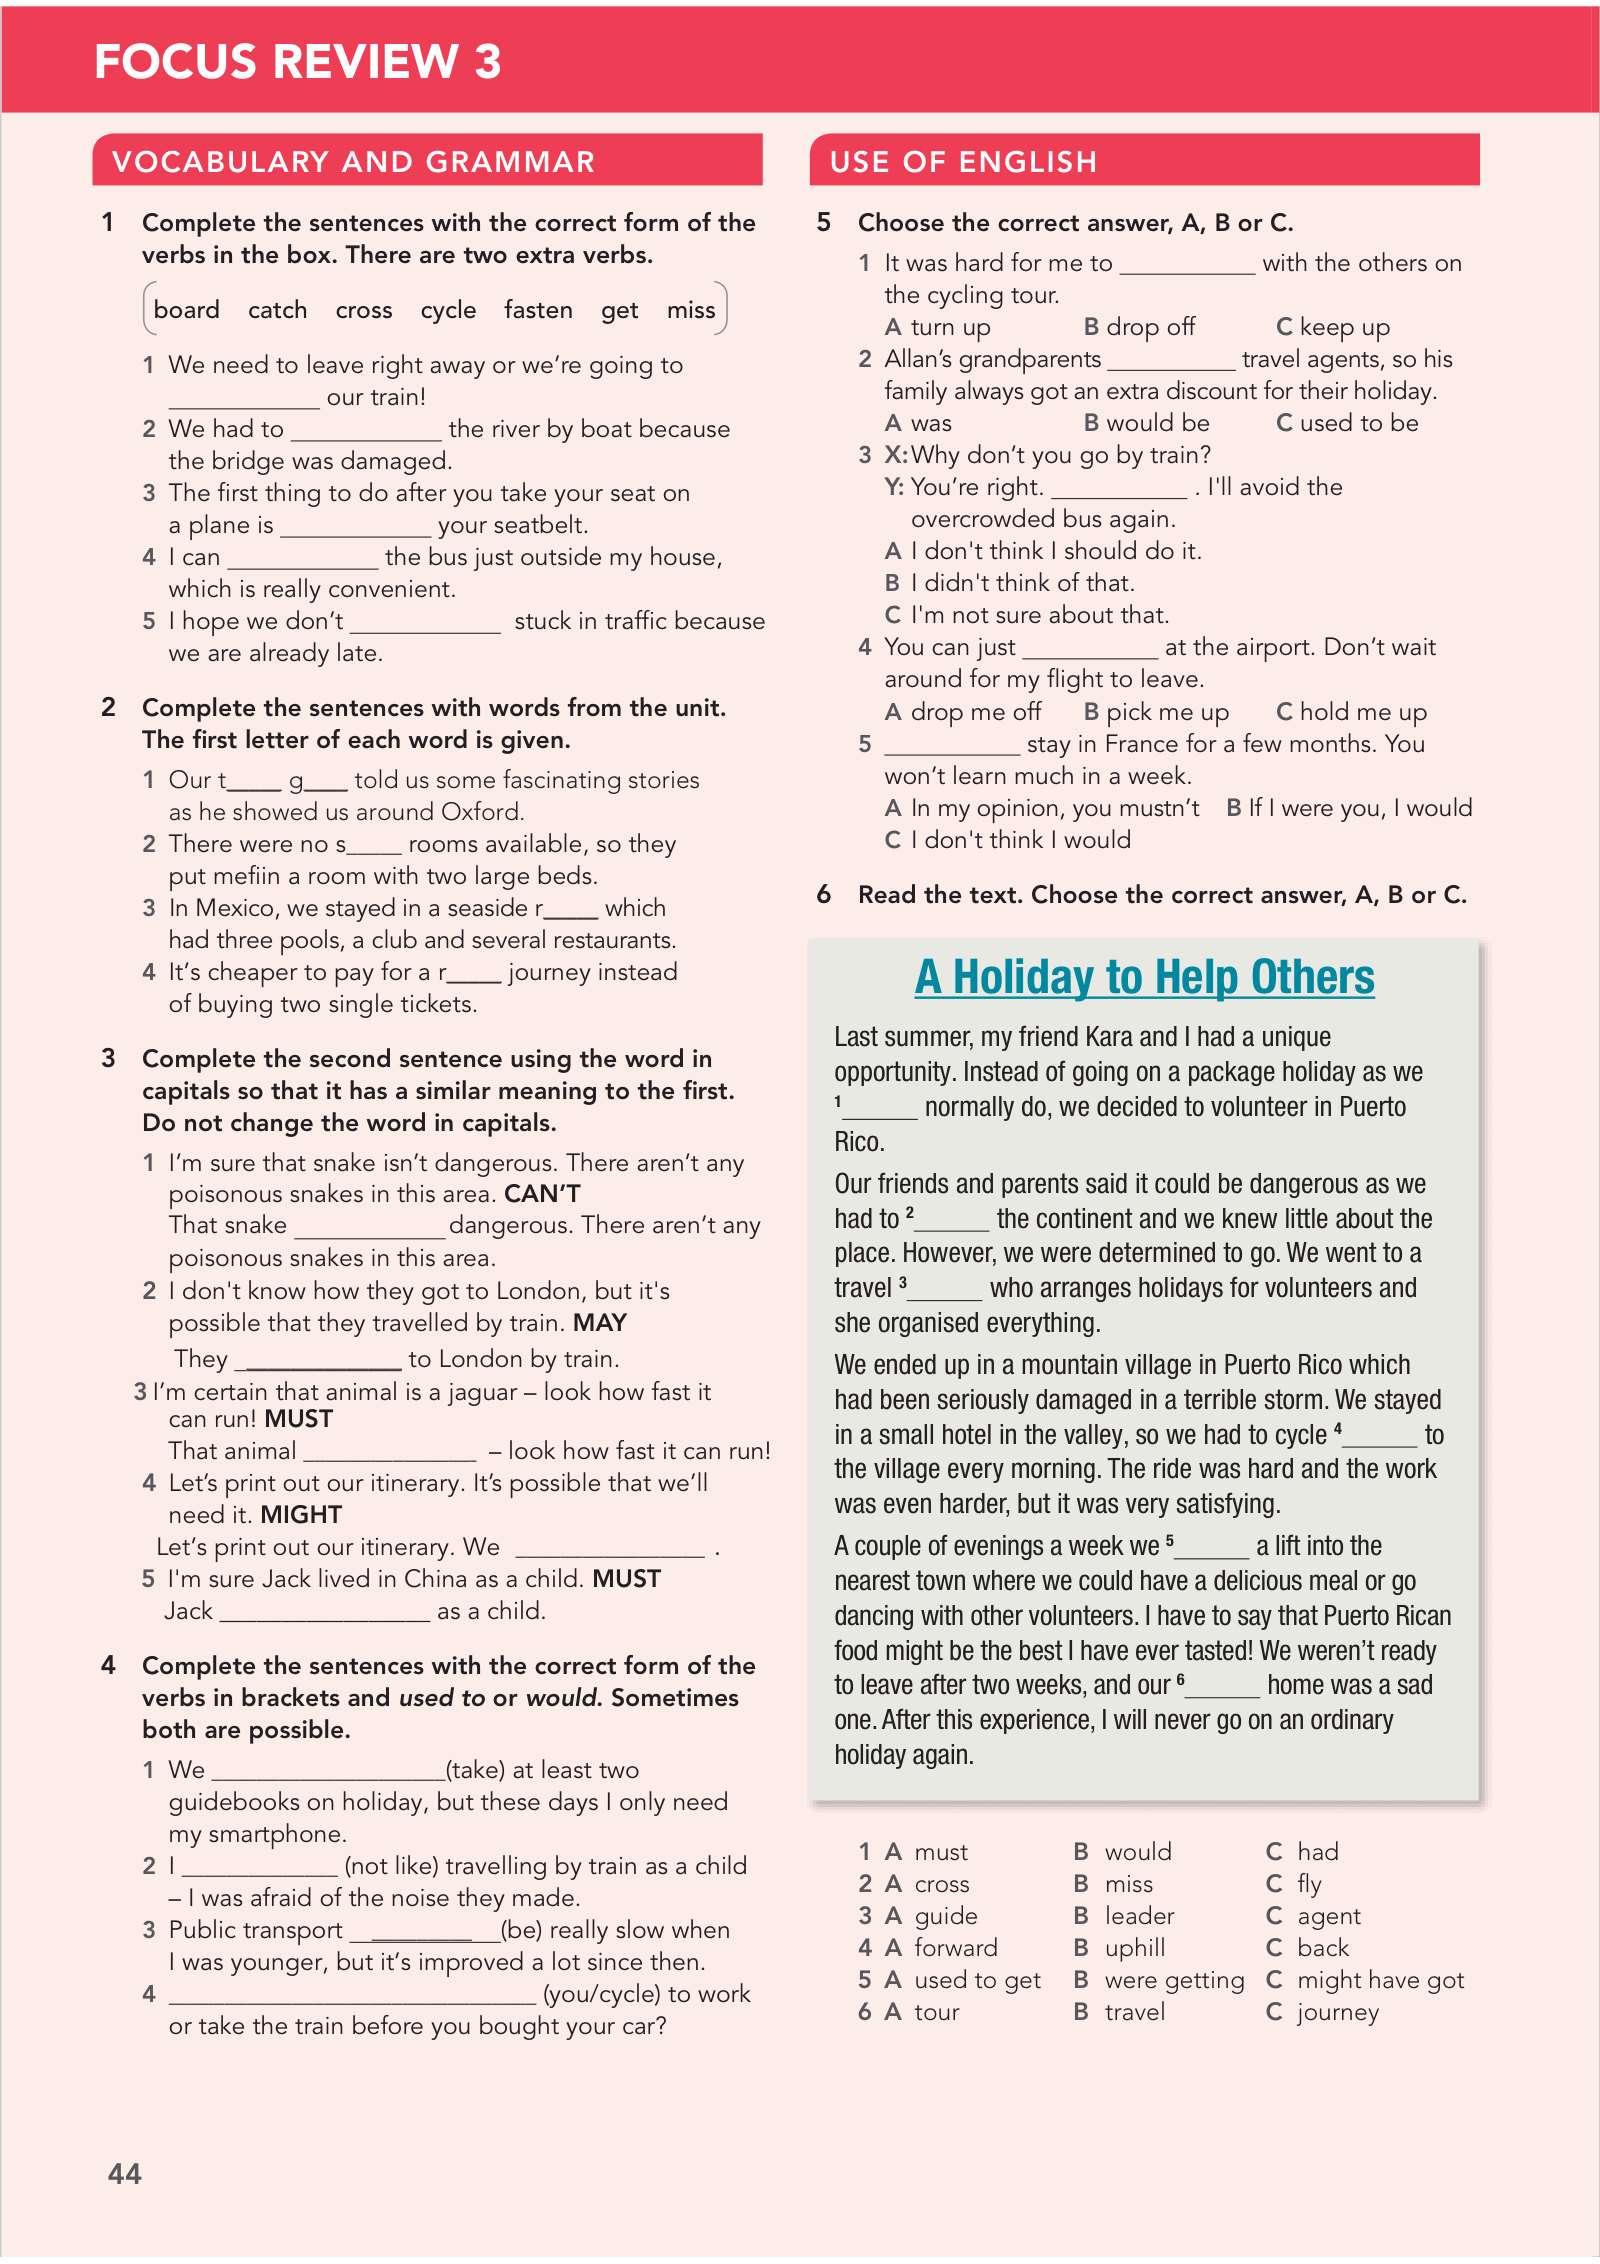 FOCUS REVIEW 3
VOCABULARY AND GRAMMAR
1 Complete the sentences with the correct form of the
verbs in the box. There are two extra verbs.
board catch cross cycle fasten get miss
1 We need to leave right away or we’re going to
____________ our train!
2 We had to ____________ the river by boat because
the bridge was damaged.
3 The first thing to do after you take your seat on
a plane is ____________ your seatbelt.
4 I can ____________ the bus just outside my house,
which is really convenient.
5 I hope we don’t ____________ stuck in traffic because
we are already late.
2 Complete the sentences with words from the unit.
The first letter of each word is given.
1 Our t____ g____ told us some fascinating stories
as he showed us around Oxford.
2 There were no s____ rooms available, so they
put mefiin a room with two large beds.
3 In Mexico, we stayed in a seaside r____ which
had three pools, a club and several restaurants.
4 It’s cheaper to pay for a r____ journey instead
of buying two single tickets.
3 Complete the second sentence using the word in
capitals so that it has a similar meaning to the first.
Do not change the word in capitals.
1 I’m sure that snake isn’t dangerous. There aren’t any
poisonous snakes in this area. CAN’T
That snake ____________ dangerous. There aren’t any
poisonous snakes in this area.
2 I don't know how they got to London, but it's
possible that they travelled by train. MAY
They _____________ to London by train.
3 I’m certain that animal is a jaguar – look how fast it
can run! MUST
That animal _____________ – look how fast it can run!
4 Let’s print out our itinerary. It’s possible that we’ll
need it. MIGHT
Let’s print out our itinerary. We ______________ .
5 I'm sure Jack lived in China as a child. MUST
Jack ________________ as a child.
4 Complete the sentences with the correct form of the
verbs in brackets and used to or would. Sometimes
both are possible.
1 We __________________(take) at least two
guidebooks on holiday, but these days I only need
my smartphone.
2 I ____________ (not like) travelling by train as a child
– I was afraid of the noise they made.
3 Public transport ____________(be) really slow when
I was younger, but it’s improved a lot since then.
4 ____________________________ (you/cycle) to work
or take the train before you bought your car?
44
USE OF ENGLISH
5 Choose the correct answer, A, B or C.
1 It was hard for me to __________ with the others on
the cycling tour.
A turn up B drop off C keep up
2 Allan’s grandparents __________ travel agents, so his
family always got an extra discount for their holiday.
A was B would be C used to be
3 X: Why don’t you go by train?
Y: You’re right. __________ . I'll avoid the
overcrowded bus again.
A I don't think I should do it.
B I didn't think of that.
C I'm not sure about that.
4 You can just __________ at the airport. Don’t wait
around for my flight to leave.
A drop me off B pick me up C hold me up
5 __________ stay in France for a few months. You
won’t learn much in a week.
A In my opinion, you mustn’t B If I were you, I would
C I don't think I would
6 Read the text. Choose the correct answer, A, B or C.
A Holiday to Help Others
Last summer, my friend Kara and I had a unique
opportunity. Instead of going on a package holiday as we
1______ normally do, we decided to volunteer in Puerto
Rico.
Our friends and parents said it could be dangerous as we
had to 2______ the continent and we knew little about the
place. However, we were determined to go. We went to a
travel 3______ who arranges holidays for volunteers and
she organised everything.
We ended up in a mountain village in Puerto Rico which
had been seriously damaged in a terrible storm. We stayed
in a small hotel in the valley, so we had to cycle 4______ to
the village every morning. The ride was hard and the work
was even harder, but it was very satisfying.
A couple of evenings a week we 5______ a lift into the
nearest town where we could have a delicious meal or go
dancing with other volunteers. I have to say that Puerto Rican
food might be the best I have ever tasted! We weren’t ready
to leave after two weeks, and our 6______ home was a sad
one. After this experience, I will never go on an ordinary
holiday again.
1 A must B would C had
2 A cross B miss C fly
3 A guide B leader C agent
4 A forward B uphill C back
5 A used to get B were getting C might have got
6 A tour B travel C journey